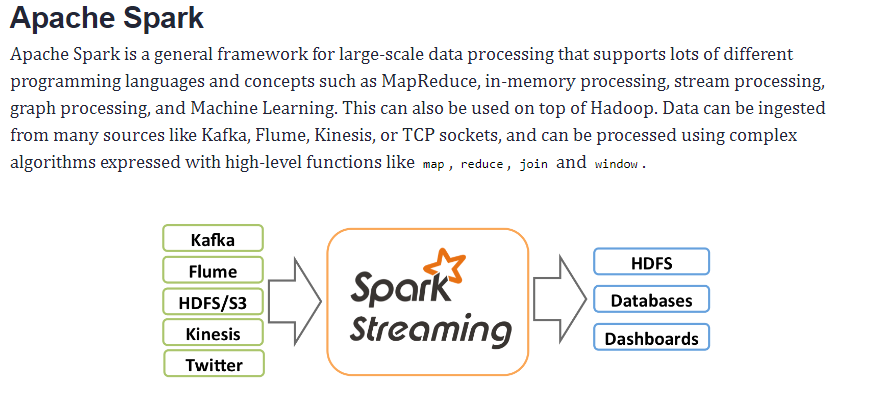 Apache Spark
Apache Spark is a general framework for large-scale data processing that supports lots of different
programming languages and concepts such as MapReduce, in-memory processing, stream processing,
graph processing, and Machine Learning. This can also be used on top of Hadoop. Data can be ingested
from many sources like Kafka, Flume, Kinesis, or TCP sockets, and can be processed using complex
algorithms expressed with high-level functions like map, reduce, join and window.
Kafka
Flume
HDFS/S3
Kinesis
Twitter
Spark
Streaming
HDFS
Databases
Dashboards